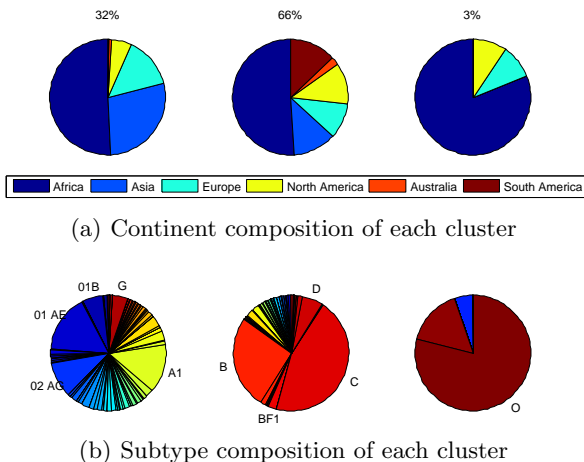 32% 66% 3%
Africa Asia Europe North America Australia South America
(a) Continent composition of each cluster
01B G D
01 AE
02 AG A1 B C
BF1 O
(b) Subtype composition of each cluster